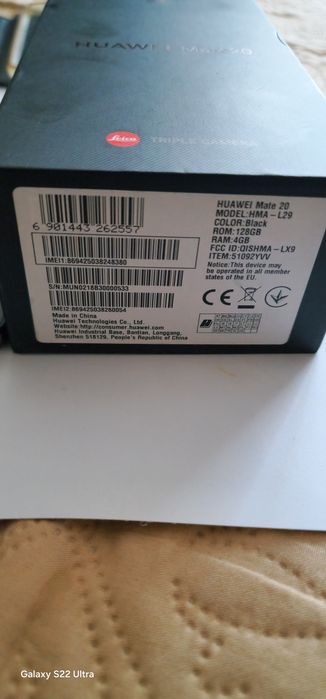 HUAWEI Mate 20
Leica TRIPLE CAMERA
6 901443 262557
IMEI1:869425038248380
S/N:MUN0218830000533
IMEI2:869425038280054
Made in China
Huawei Technologies Co., Ltd.
Website:http://consumer.huawei.com
Huawei Industrial Base, Bantian, Longgang,
Shenzhen 518129, People's Republic of China
HUAWEI Mate 20
MODEL:HMA-L29
COLOR:Black
ROM:128GB
RAM:4GB
FCC ID:QISHMA-LX9
ITEM:51092YVV
Notice:This device may
be operated in all member
states of the EU.
CE
Galaxy S22 Ultra